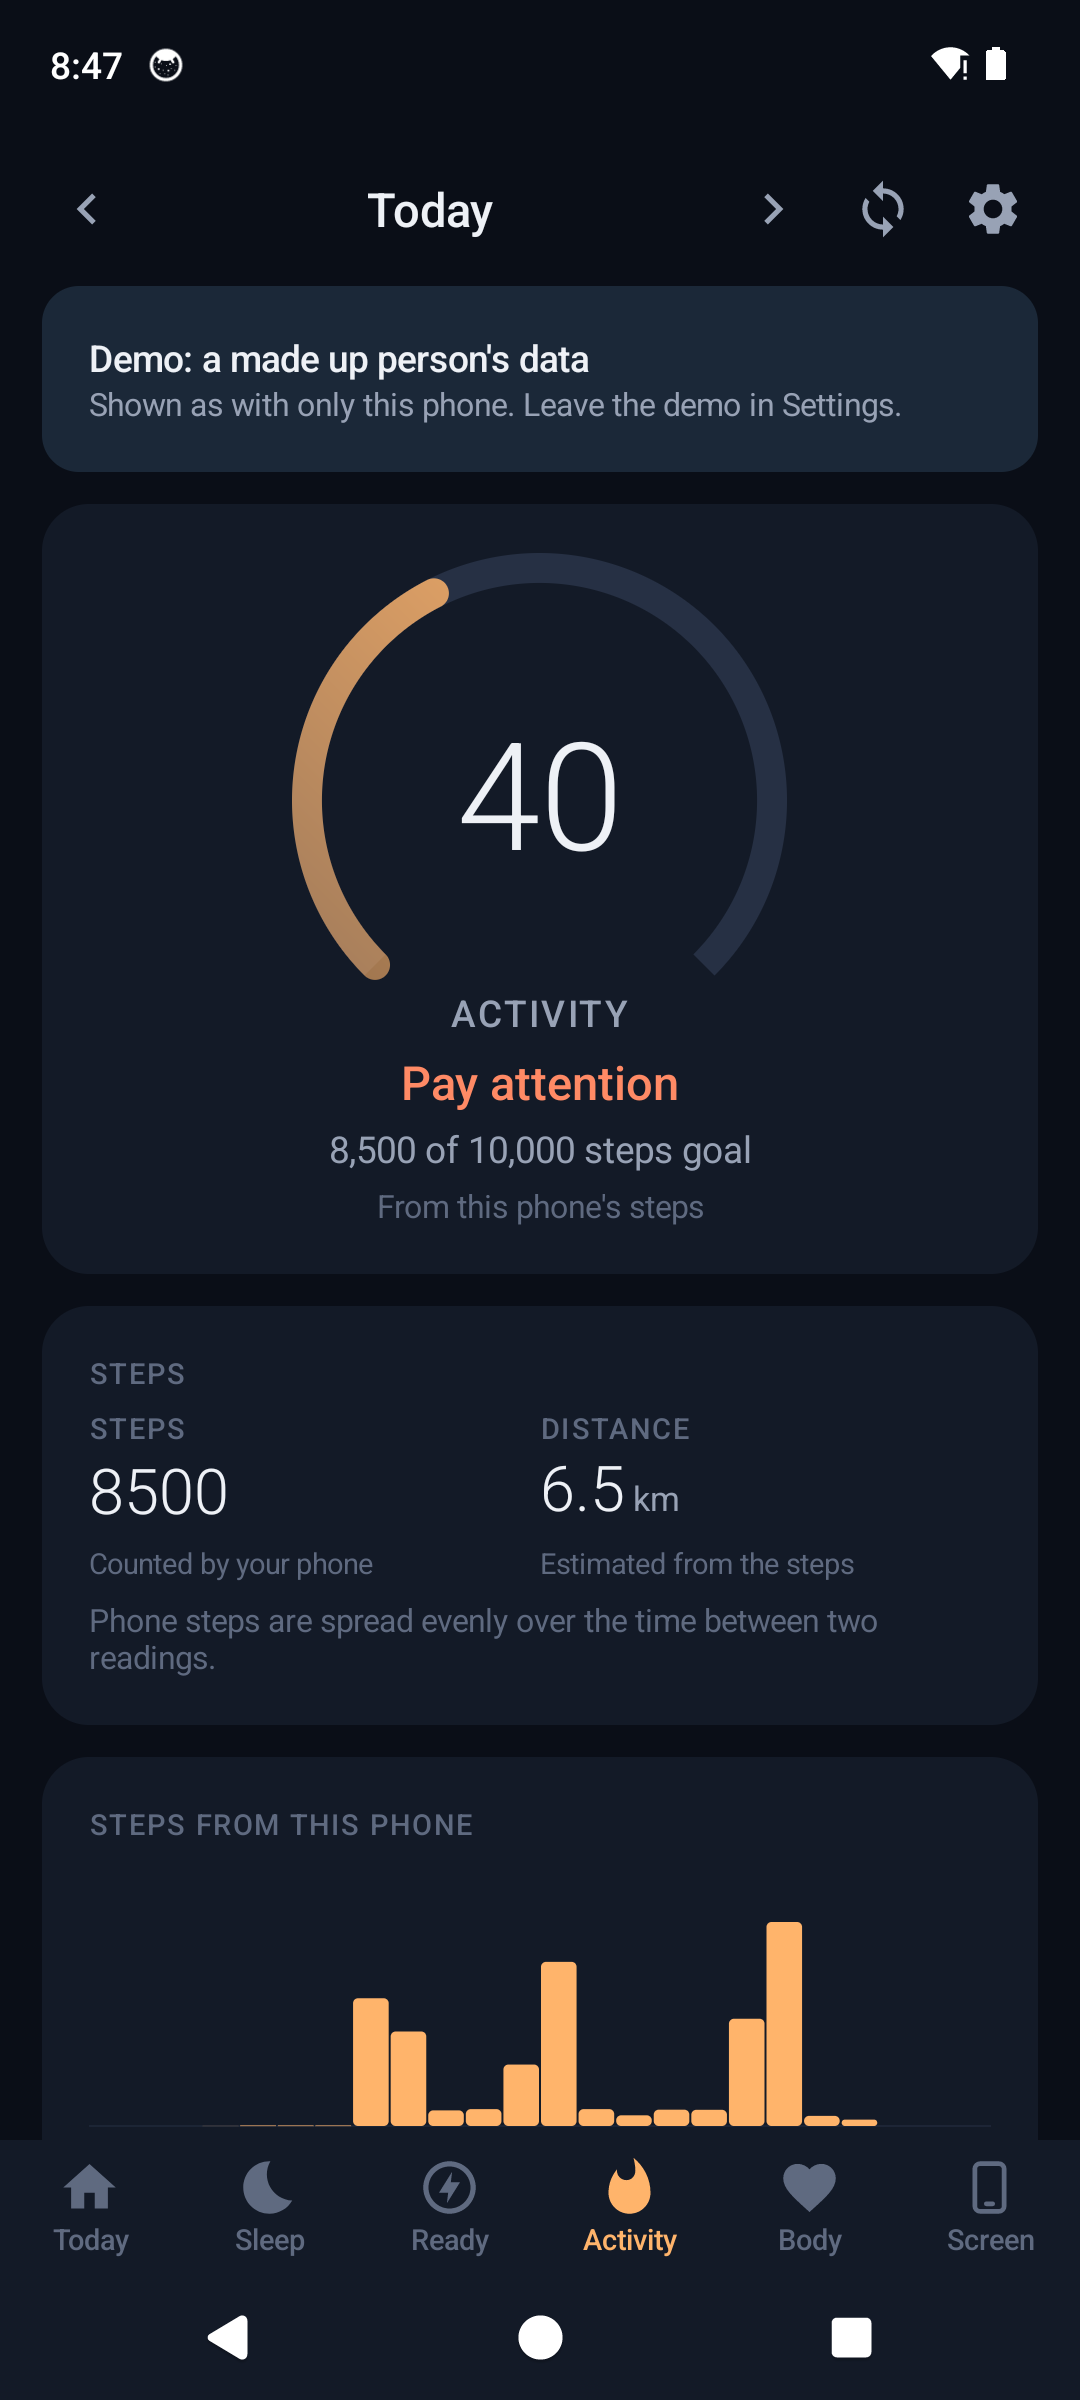 8:47
Today
Demo: a made up person's data
Shown as with only this phone. Leave the demo in Settings.
40
ACTIVITY
Pay attention
8,500 of 10,000 steps goal
From this phone's steps
STEPS
STEPS
DISTANCE
8500
6.5 km
Counted by your phone
Estimated from the steps
Phone steps are spread evenly over the time between two
readings.
STEPS FROM THIS PHONE
Today
Sleep
Ready
Activity
Body
Screen